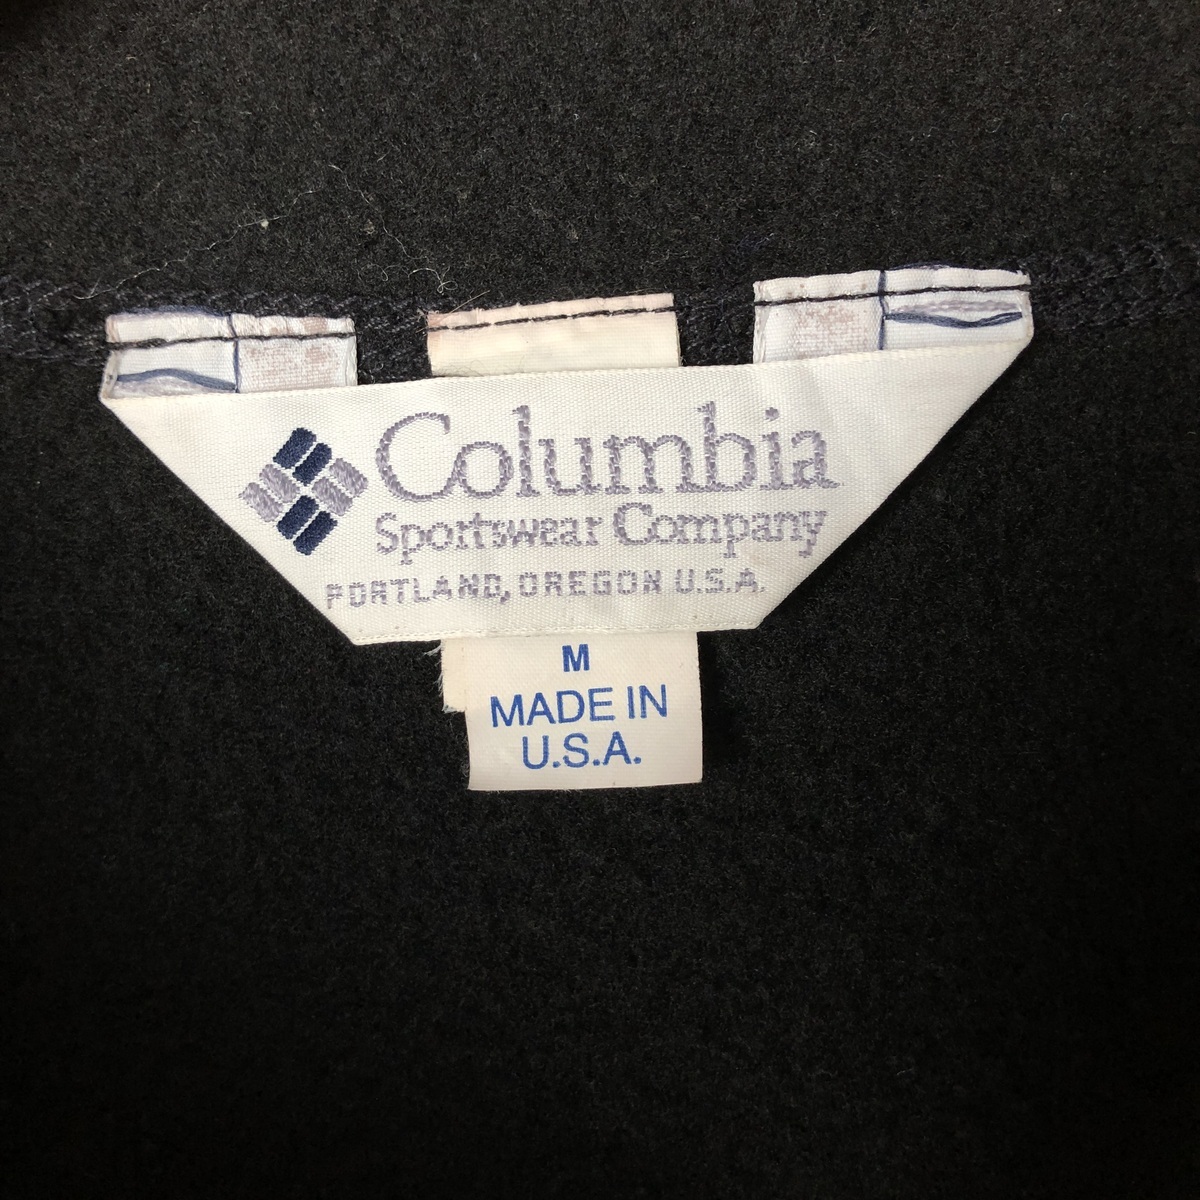 Columbia
Sportswear Company
PORTLAND, OREGON U.S.A.
M
MADE IN
U.S.A.